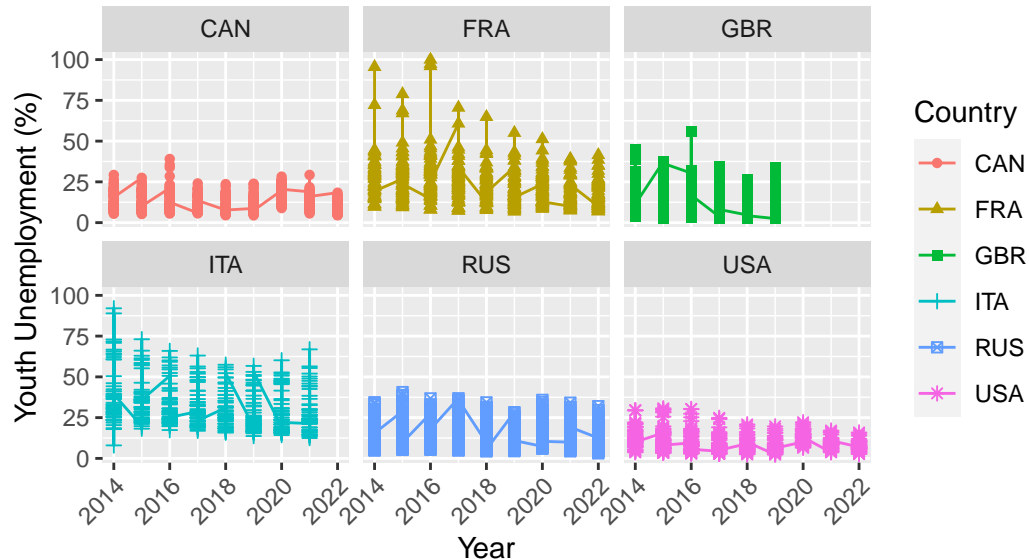 CAN FRA GBR
100
75
50
25
0
ITA RUS USA
100
75
50
25
0
Youth Unemployment (%)
2014 2016 2018 2020 2022 2014 2016 2018 2020 2022 2014 2016 2018 2020 2022
Year
Country
CAN
FRA
GBR
ITA
RUS
USA